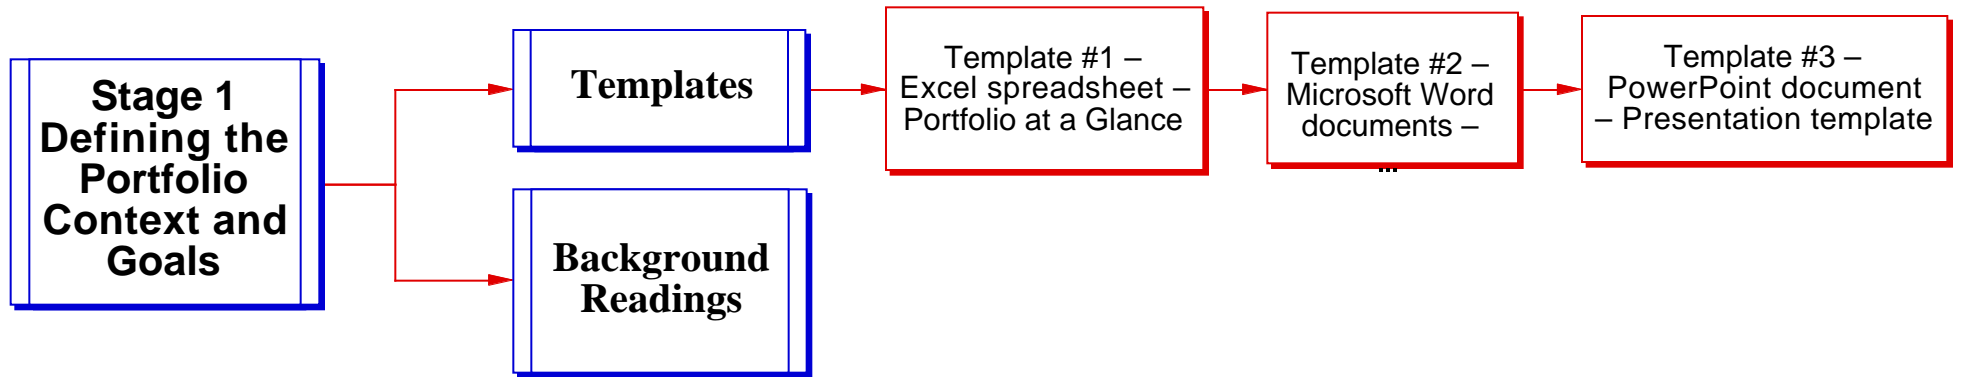 Stage 1
Defining the
Portfolio
Context and
Goals
Templates
Background
Readings
Template #1 –
Excel spreadsheet –
Portfolio at a Glance
Template #2 –
Microsoft Word
documents –
...
Template #3 –
PowerPoint document
– Presentation template